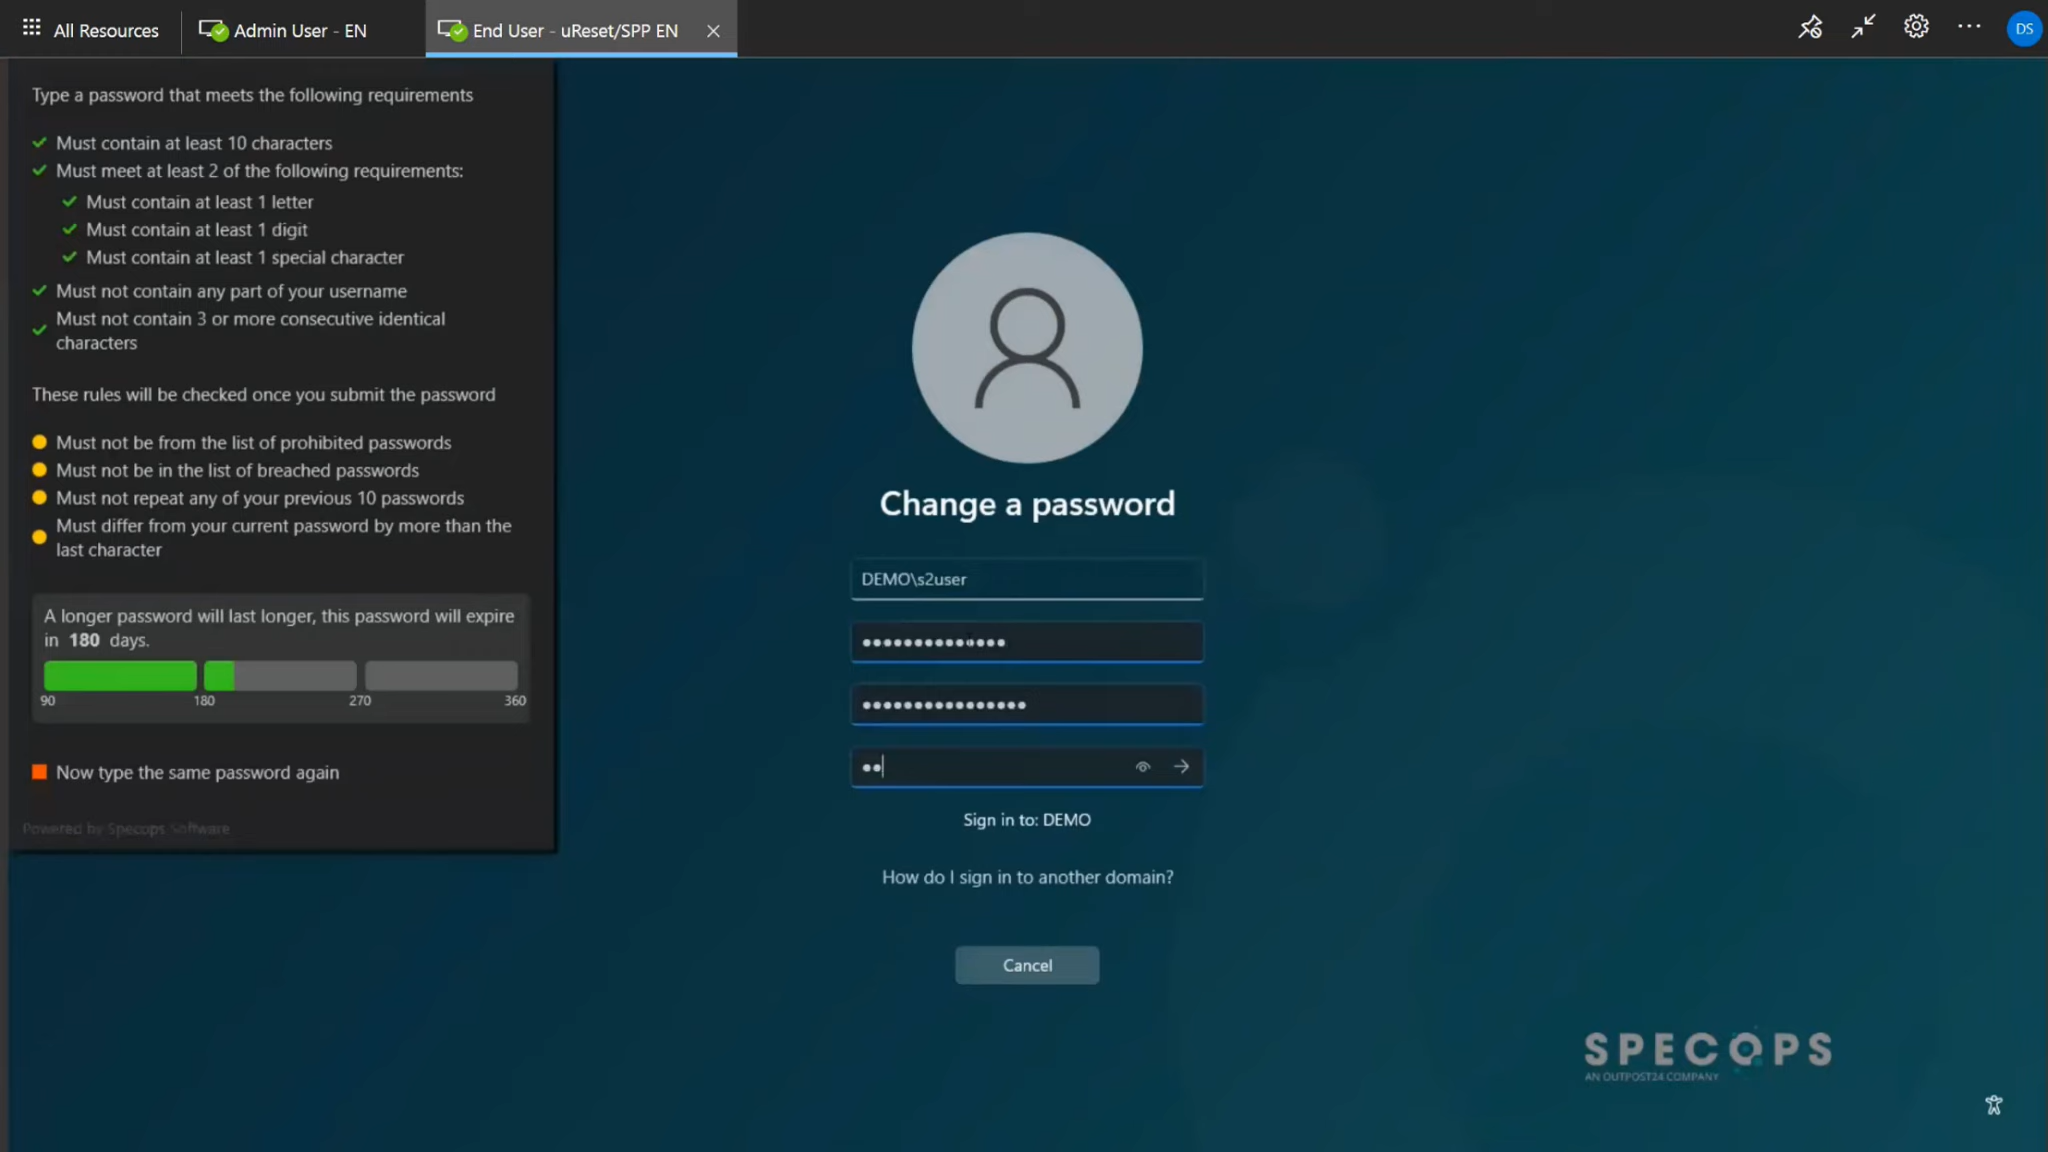 All Resources
Admin User - EN
End User - uReset/SPP EN
DS
Type a password that meets the following requirements
Must contain at least 10 characters
Must meet at least 2 of the following requirements:
Must contain at least 1 letter
Must contain at least 1 digit
Must contain at least 1 special character
Must not contain any part of your username
Must not contain 3 or more consecutive identical
characters
These rules will be checked once you submit the password
Must not be from the list of prohibited passwords
Must not be in the list of breached passwords
Must not repeat any of your previous 10 passwords
Must differ from your current password by more than the
last character
A longer password will last longer, this password will expire
in 180 days.
90 180 270 360
Now type the same password again
Powered by Specops Software
Change a password
DEMO\s2user
Sign in to: DEMO
How do I sign in to another domain?
Cancel
SPECOPS
AN OUTPOST24 COMPANY